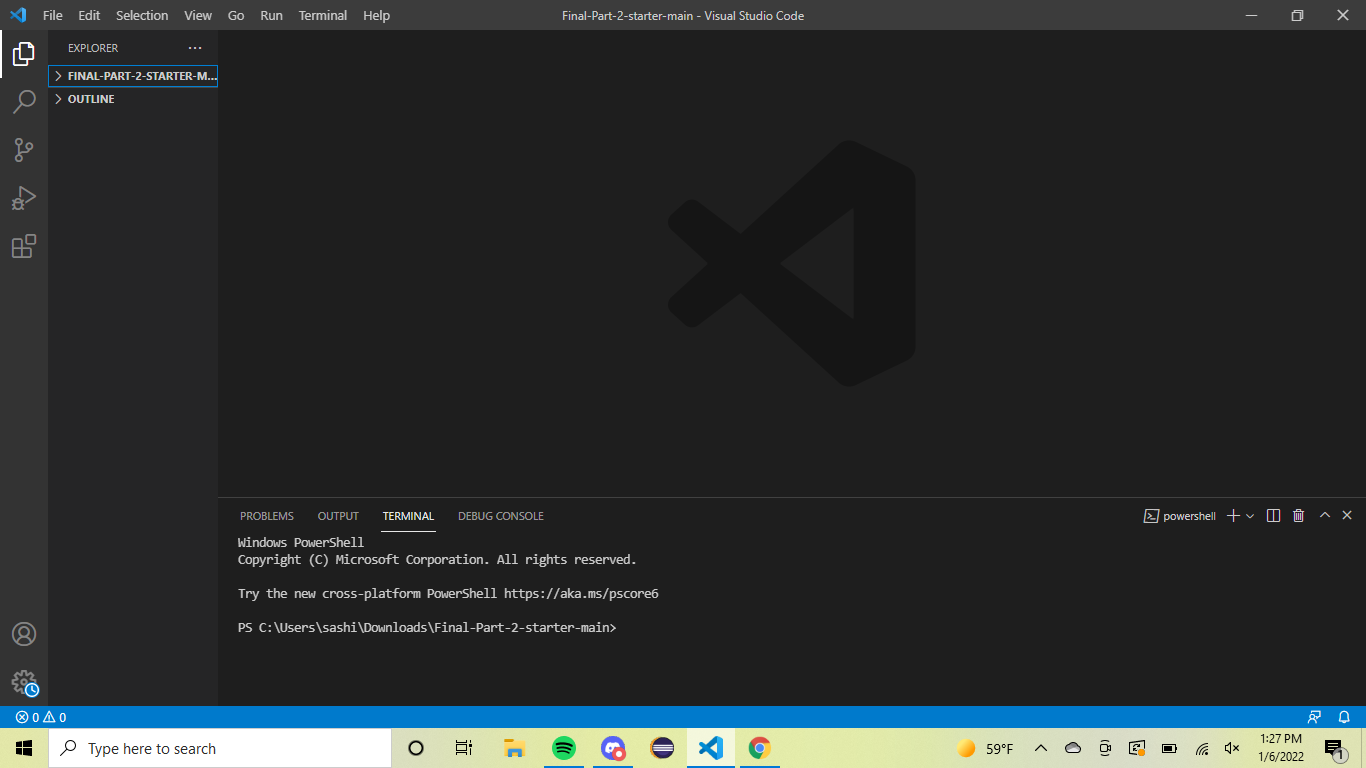 File Edit Selection View Go Run Terminal Help
Final-Part-2-starter-main - Visual Studio Code
EXPLORER
FINAL-PART-2-STARTER-M...
OUTLINE
PROBLEMS OUTPUT TERMINAL DEBUG CONSOLE
powershell
Windows PowerShell
Copyright (C) Microsoft Corporation. All rights reserved.
Try the new cross-platform PowerShell https://aka.ms/pscore6
PS C:\Users\sashi\Downloads\Final-Part-2-starter-main>
0 0
Type here to search
59°F
1:27 PM
1/6/2022
1